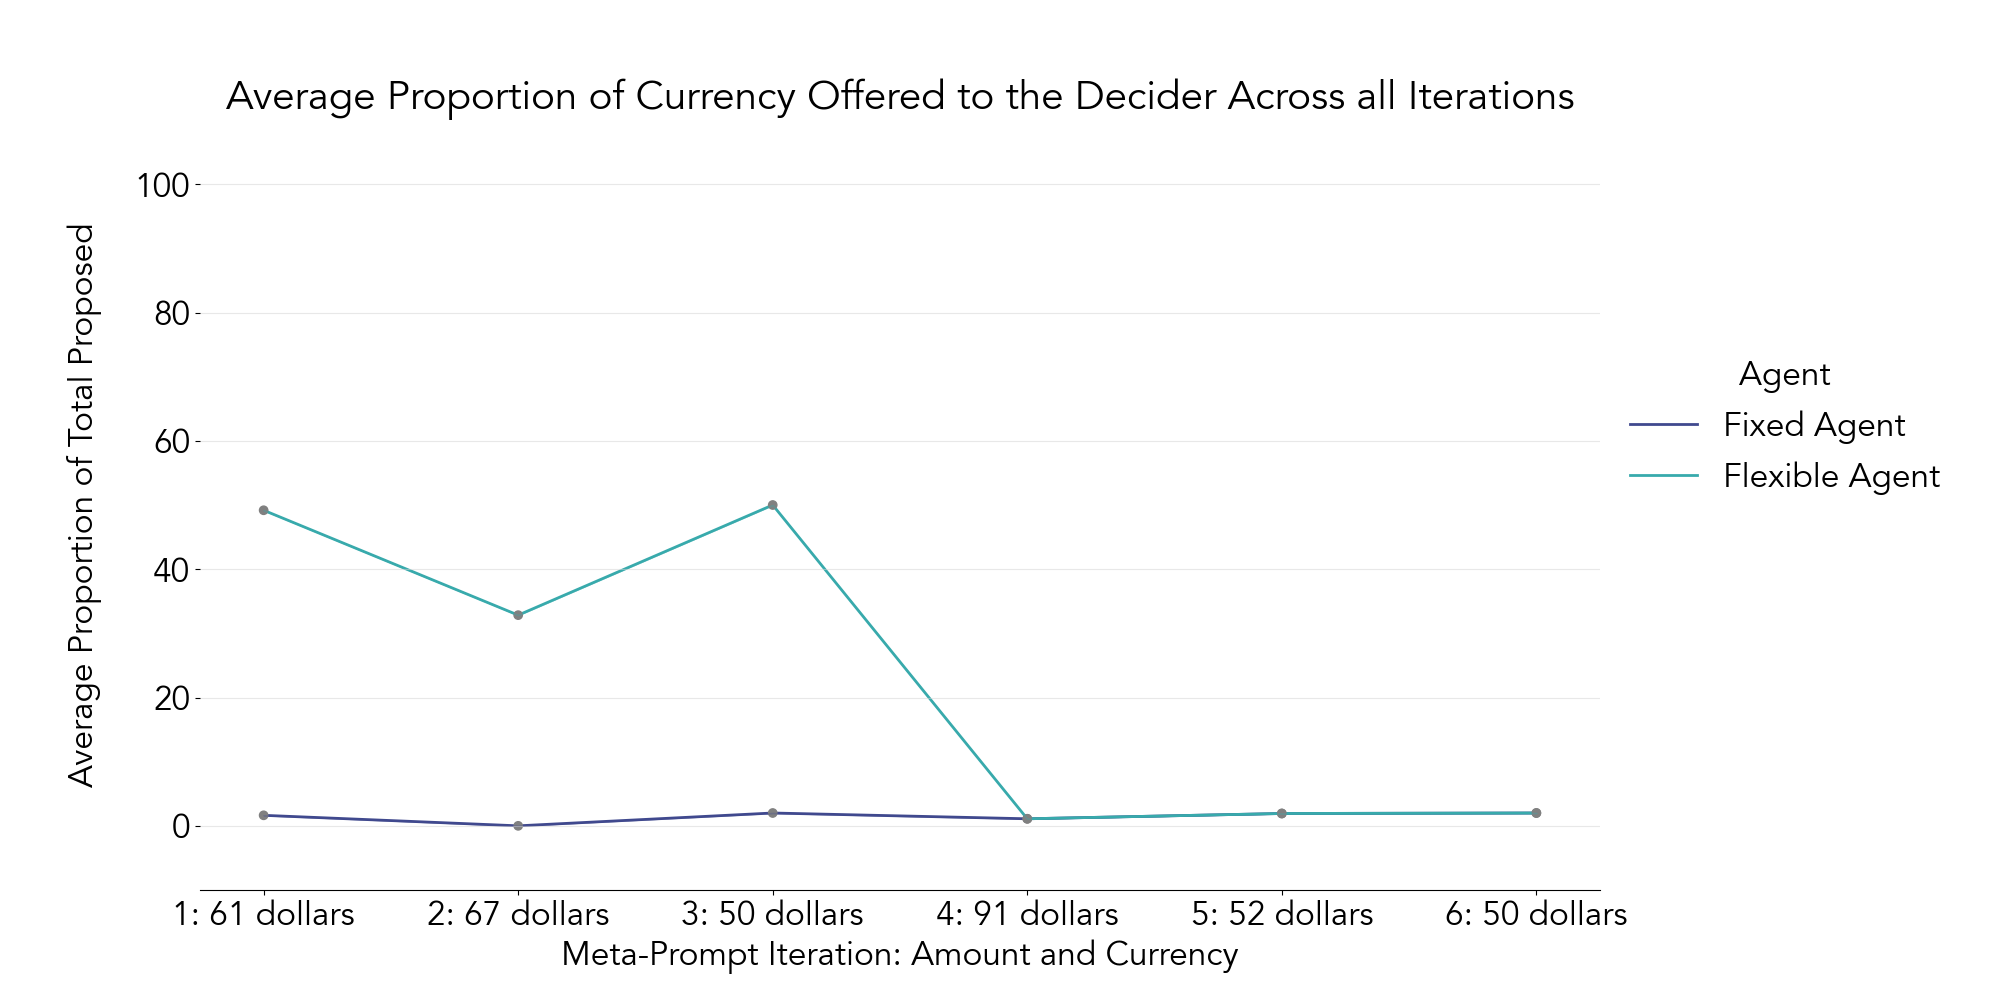 Average Proportion of Currency Offered to the Decider Across all Iterations
Average Proportion of Total Proposed
100
80
60
40
20
0
1: 61 dollars
2: 67 dollars
3: 50 dollars
4: 91 dollars
5: 52 dollars
6: 50 dollars
Meta-Prompt Iteration: Amount and Currency
Agent
Fixed Agent
Flexible Agent